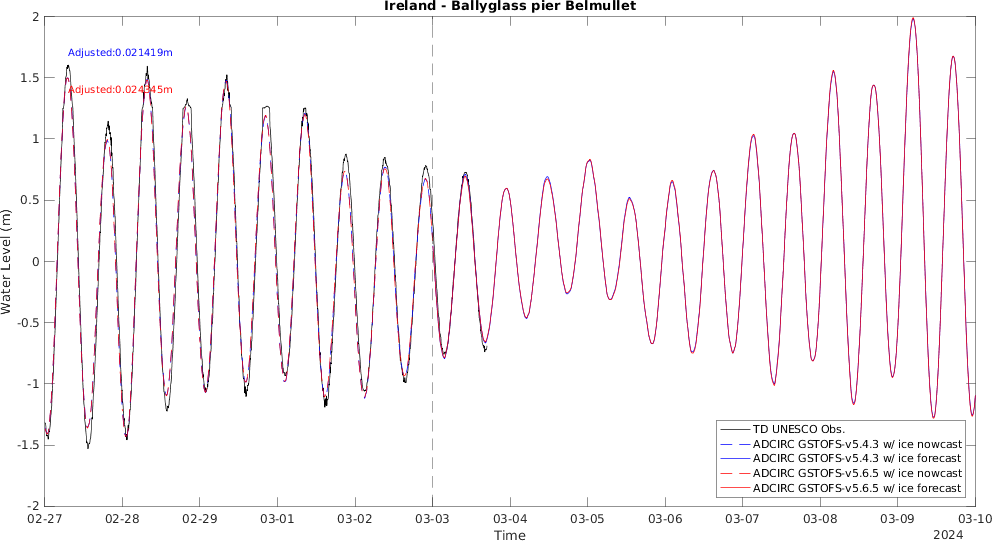 Ireland - Ballyglass pier Belmullet
Adjusted:0.021419m
Adjusted:0.024345m
Water Level (m)
2
1.5
1
0.5
0
-0.5
-1
-1.5
-2
TD UNESCO Obs.
ADCIRC GSTOFS-v5.4.3 w/ ice nowcast
ADCIRC GSTOFS-v5.4.3 w/ ice forecast
ADCIRC GSTOFS-v5.6.5 w/ ice nowcast
ADCIRC GSTOFS-v5.6.5 w/ ice forecast
02-27 02-28 02-29 03-01 03-02 03-03 03-04 03-05 03-06 03-07 03-08 03-09 03-10
Time
2024